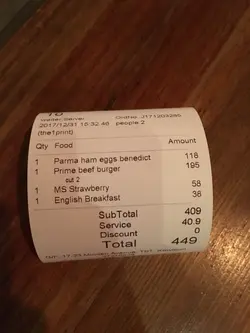 2017/12/31 15:32:46 people:2
(the1print)
Qty Food Amount
1 Parma ham eggs benedict 118
1 Prime beef burger 195
cut 2
1 MS Strawberry 58
1 English Breakfast 38
SubTotal 409
Service 40.9
Discount 0
Total 449